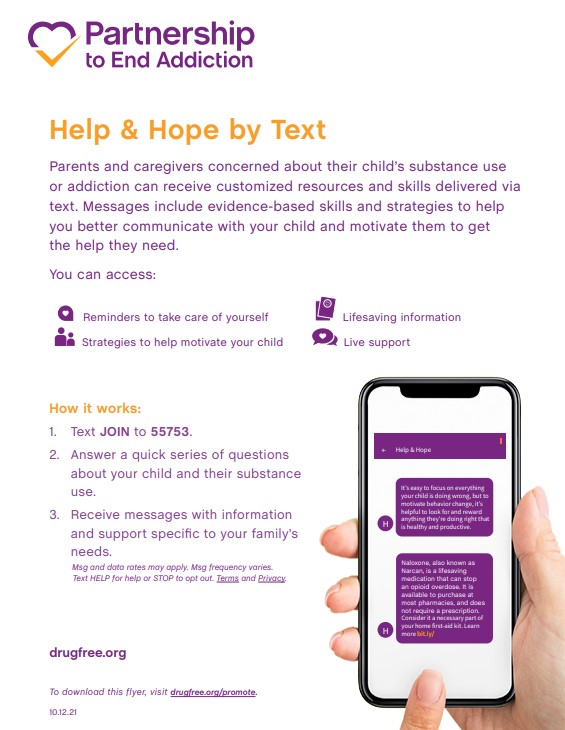 Partnership
to End Addiction
Help & Hope by Text
Parents and caregivers concerned about their child's substance use
or addiction can receive customized resources and skills delivered via
text. Messages include evidence-based skills and strategies to help
you better communicate with your child and motivate them to get
the help they need.
You can access:
Reminders to take care of yourself
Lifesaving information
Strategies to help motivate your child
Live support
How it works:
1. Text JOIN to 55753.
2. Answer a quick series of questions
about your child and their substance
use.
3. Receive messages with information
and support specific to your family's
needs.
Msg and data rates may apply. Msg frequency varies.
Text HELP for help or STOP to opt out. Terms and Privacy.
← Help & Hope
It's easy to focus on everything
your child is doing wrong, but to
motivate behavior change, it's
helpful to look for and reward
anything they're doing right that
is healthy and productive.
H
Naloxone, also known as
Narcan, is a lifesaving
medication that can stop
an opioid overdose. It is
available to purchase at
most pharmacies, and does
not require a prescription.
Consider it a necessary part of
your home first-aid kit. Learn
more bit.ly/
H
drugfree.org
To download this flyer, visit drugfree.org/promote.
10.12.21